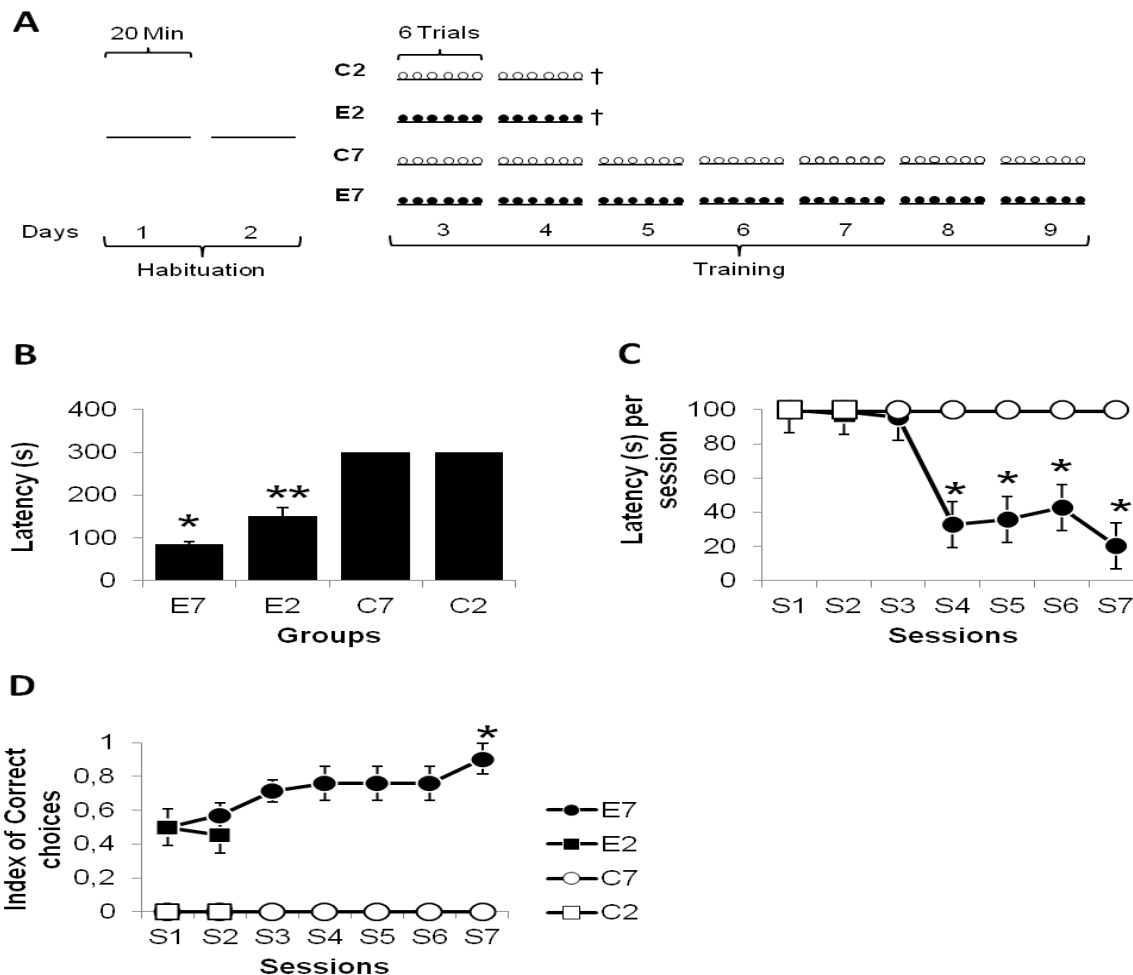 A
20 Min
6 Trials
C2 †
E2 †
C7
E7
Days 1 2 3 4 5 6 7 8 9
Habituation Training
B
Latency (s)
400
300
200
100
0
* **
E7 E2 C7 C2
Groups
C
Latency (s) per
session
100
80
60
40
20
0
* * * *
S1 S2 S3 S4 S5 S6 S7
Sessions
D
Index of Correct
choices
1
0,8
0,6
0,4
0,2
0
*
S1 S2 S3 S4 S5 S6 S7
Sessions
E7
E2
C7
C2